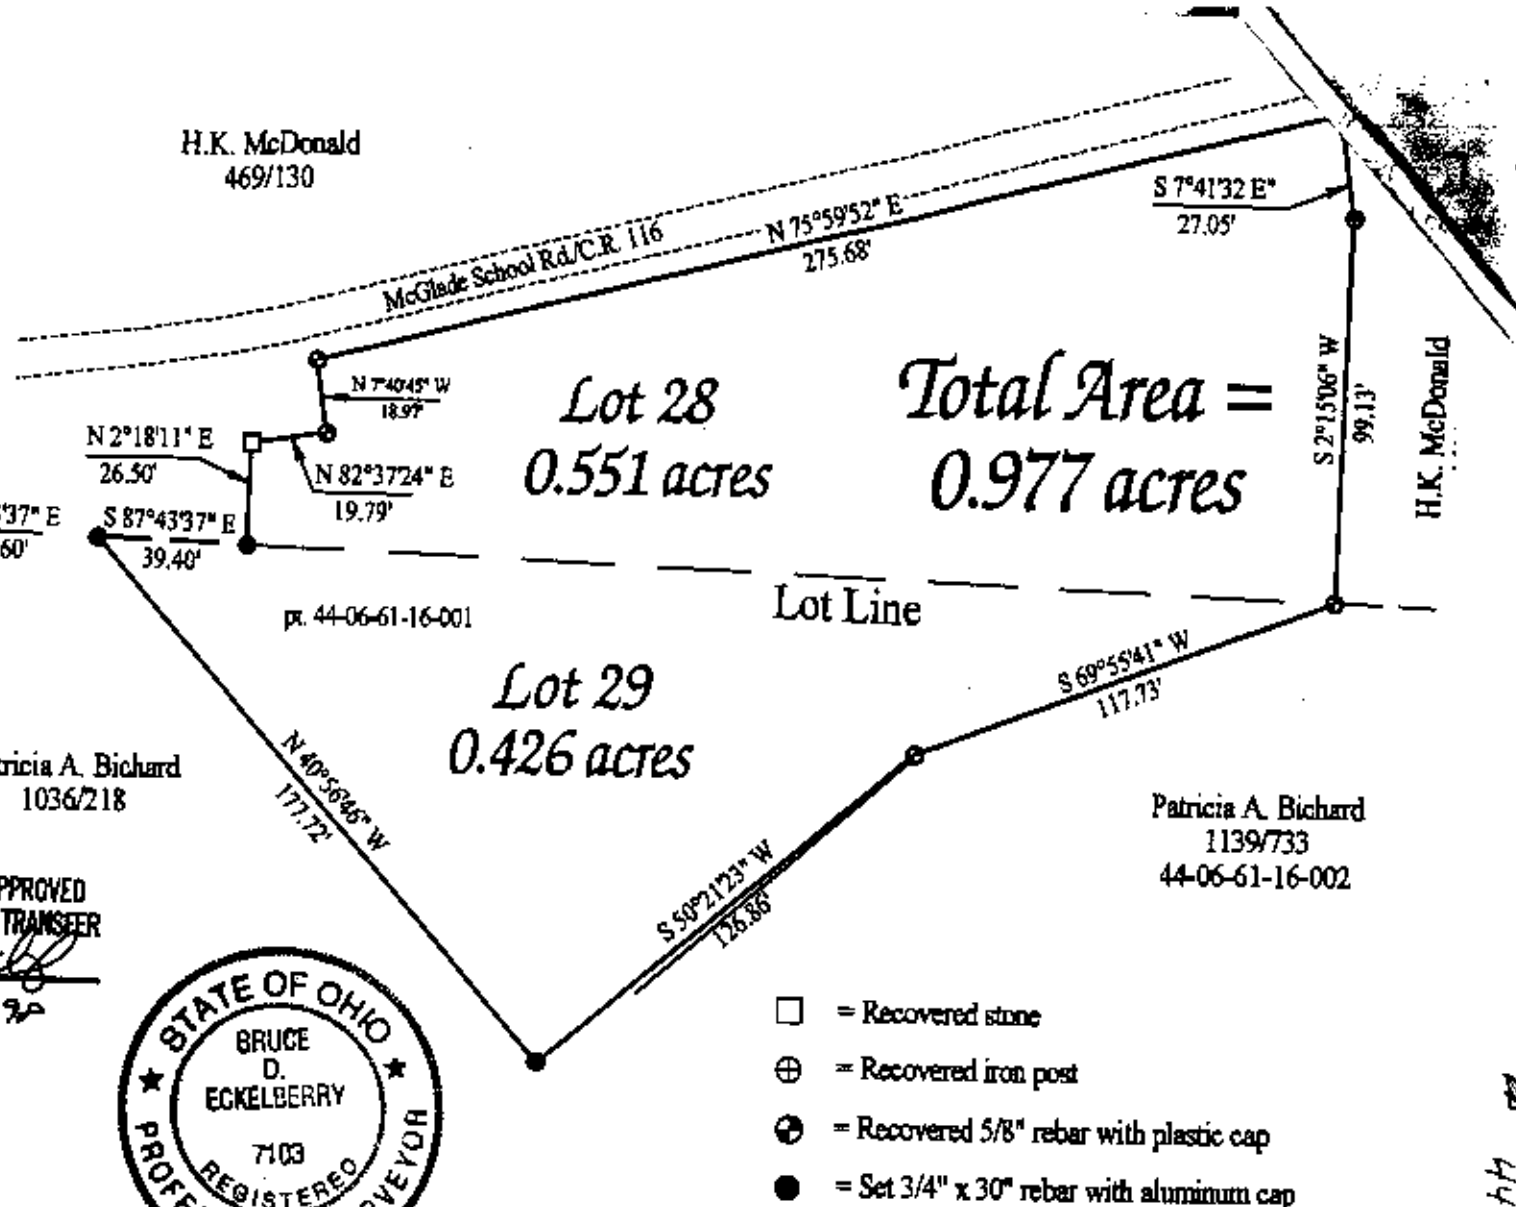 H.K. McDonald
469/130
McGlade School Rd./C.R. 116
N 75°59'52" E
275.68'
S 7°41'32 E"
27.05'
N 7°40'45" W
18.97'
Lot 28
0.551 acres
Total Area =
0.977 acres
S 2°15'06" W
99.13'
H.K. McDonald
N 2°18'11" E
26.50'
N 82°37'24" E
19.79'
'37" E
60'
S 87°43'37" E
39.40'
pt. 44-06-61-16-001
Lot Line
Lot 29
0.426 acres
S 69°55'41" W
117.73'
N 40°56'46" W
177.72'
S 50°21'23" W
126.86'
tricia A. Bichard
1036/218
Patricia A. Bichard
1139/733
44-06-61-16-002
PPROVED
TRANSFER
STATE OF OHIO
BRUCE
D.
ECKELBERRY
7103
REGISTERED
PROFE
VEYOR
= Recovered stone
= Recovered iron post
= Recovered 5/8" rebar with plastic cap
= Set 3/4" x 30" rebar with aluminum cap
44